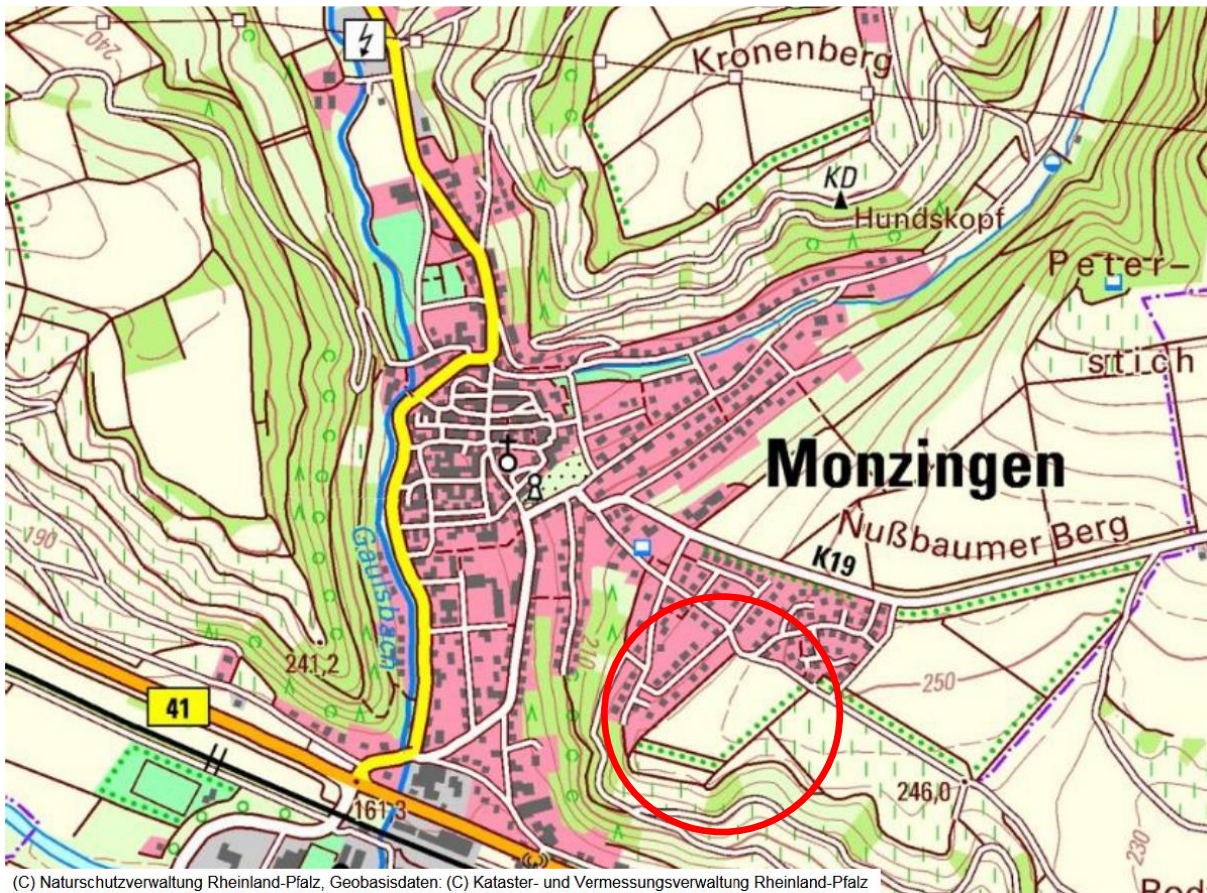 240
Kronenberg
KD
Hundskopf
Peter-
stich
Monzingen
Nußbaumer Berg
K19
190
Gaulsbach
210
241,2
250
41
246,0
161,3
230
(C) Naturschutzverwaltung Rheinland-Pfalz, Geobasisdaten: (C) Kataster- und Vermessungsverwaltung Rheinland-Pfalz